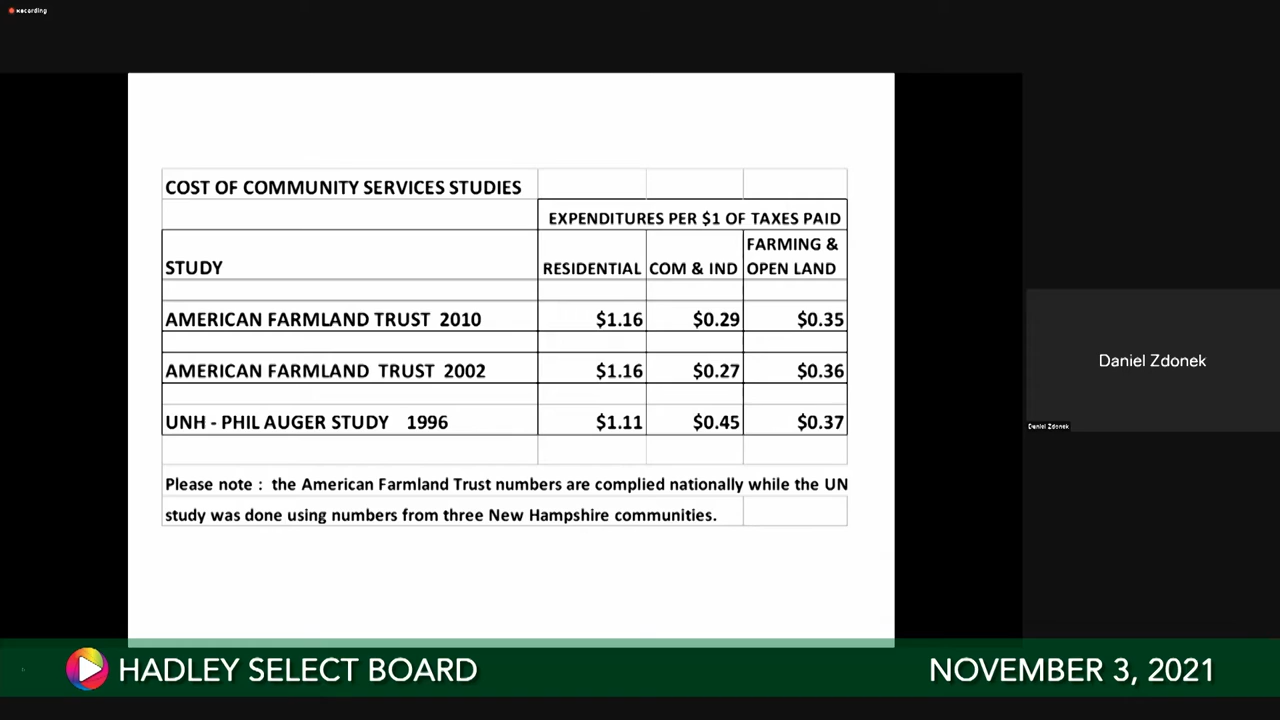 Recording
COST OF COMMUNITY SERVICES STUDIES
EXPENDITURES PER $1 OF TAXES PAID
STUDY RESIDENTIAL COM & IND FARMING & OPEN LAND
AMERICAN FARMLAND TRUST 2010 $1.16 $0.29 $0.35
AMERICAN FARMLAND TRUST 2002 $1.16 $0.27 $0.36
UNH - PHIL AUGER STUDY 1996 $1.11 $0.45 $0.37
Please note : the American Farmland Trust numbers are complied nationally while the UN
study was done using numbers from three New Hampshire communities.
Daniel Zdonek
Daniel Zdonek
HADLEY SELECT BOARD
NOVEMBER 3, 2021